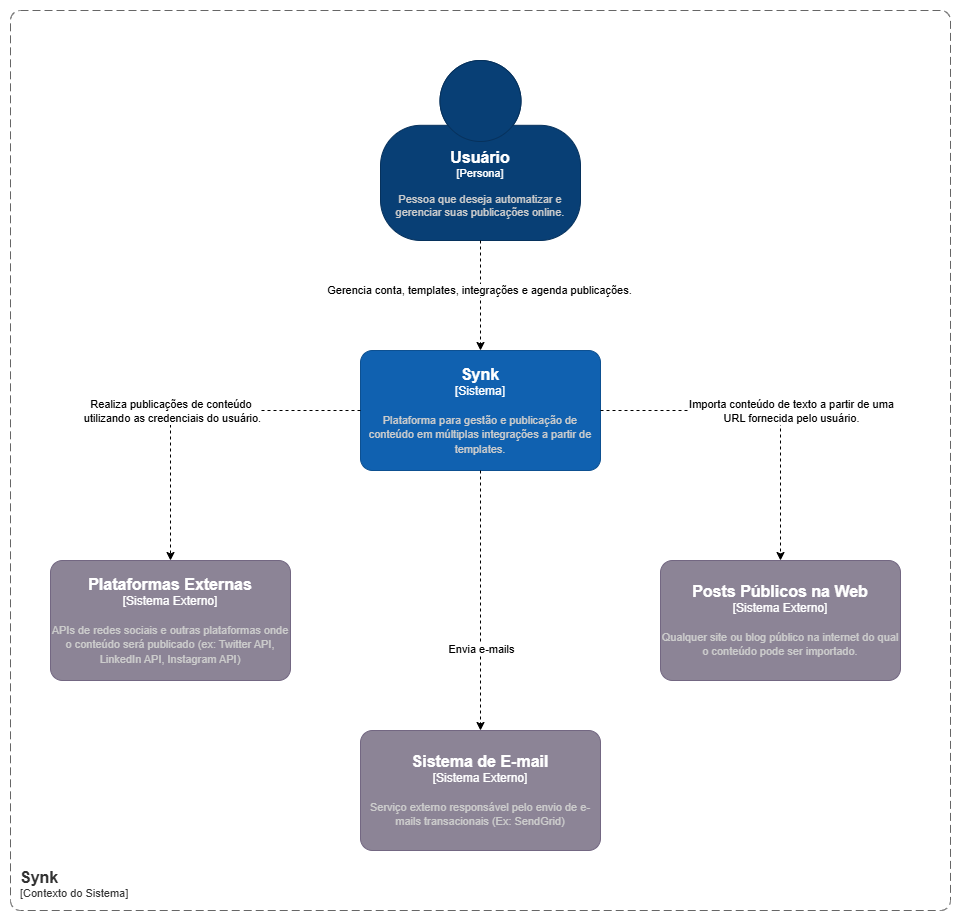 Usuário
[Persona]
Pessoa que deseja automatizar e
gerenciar suas publicações online.
Gerencia conta, templates, integrações e agenda publicações.
Synk
[Sistema]
Plataforma para gestão e publicação de
conteúdo em múltiplas integrações a partir de
templates.
Realiza publicações de conteúdo
utilizando as credenciais do usuário.
Importa conteúdo de texto a partir de uma
URL fornecida pelo usuário.
Plataformas Externas
[Sistema Externo]
APIs de redes sociais e outras plataformas onde
o conteúdo será publicado (ex: Twitter API,
LinkedIn API, Instagram API)
Posts Públicos na Web
[Sistema Externo]
Qualquer site ou blog público na internet do qual
o conteúdo pode ser importado.
Envia e-mails
Sistema de E-mail
[Sistema Externo]
Serviço externo responsável pelo envio de e-
mails transacionais (Ex: SendGrid)
Synk
[Contexto do Sistema]